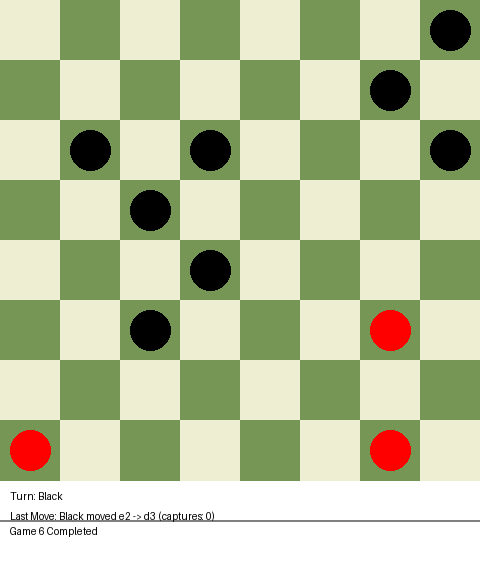 Turn: Black
Last Move: Black moved e2 -> d3 (captures: 0)
Game 6 Completed